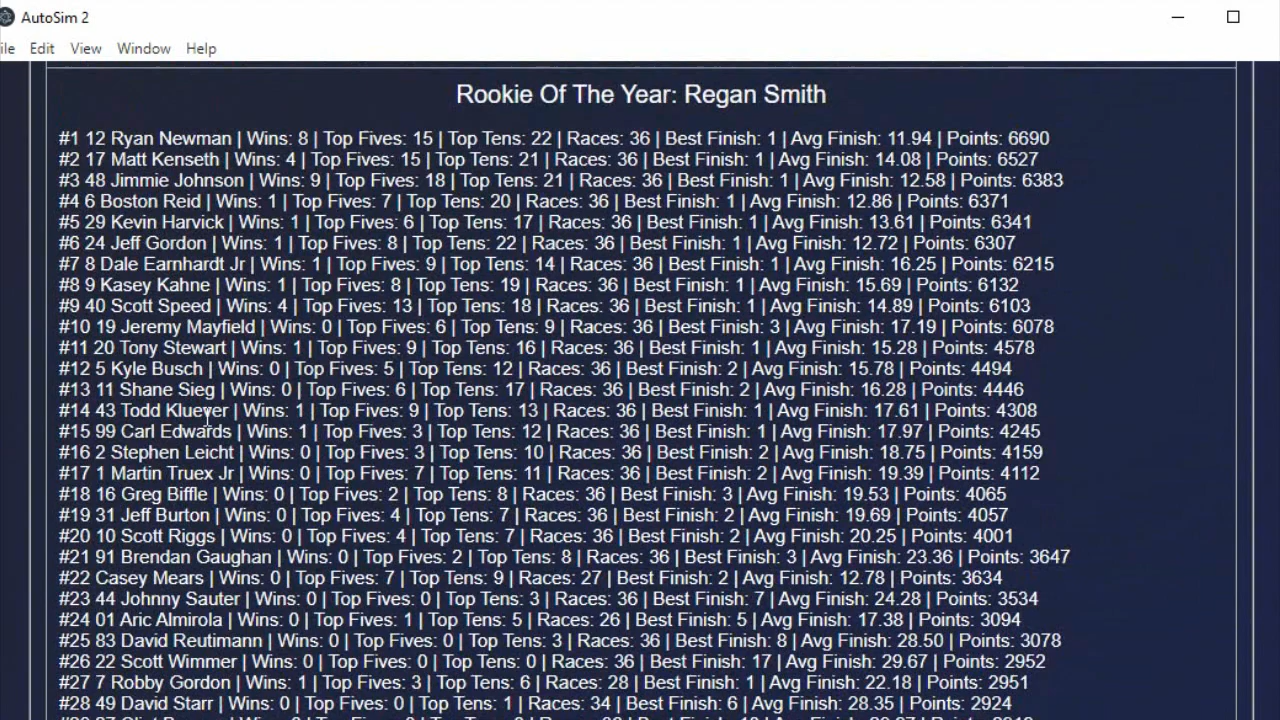 AutoSim 2
ile Edit View Window Help
Rookie Of The Year: Regan Smith
#1 12 Ryan Newman | Wins: 8 | Top Fives: 15 | Top Tens: 22 | Races: 36 | Best Finish: 1 | Avg Finish: 11.94 | Points: 6690
#2 17 Matt Kenseth | Wins: 4 | Top Fives: 15 | Top Tens: 21 | Races: 36 | Best Finish: 1 | Avg Finish: 14.08 | Points: 6527
#3 48 Jimmie Johnson | Wins: 9 | Top Fives: 18 | Top Tens: 21 | Races: 36 | Best Finish: 1 | Avg Finish: 12.58 | Points: 6383
#4 6 Boston Reid | Wins: 1 | Top Fives: 7 | Top Tens: 20 | Races: 36 | Best Finish: 1 | Avg Finish: 12.86 | Points: 6371
#5 29 Kevin Harvick | Wins: 1 | Top Fives: 6 | Top Tens: 17 | Races: 36 | Best Finish: 1 | Avg Finish: 13.61 | Points: 6341
#6 24 Jeff Gordon | Wins: 1 | Top Fives: 8 | Top Tens: 22 | Races: 36 | Best Finish: 1 | Avg Finish: 12.72 | Points: 6307
#7 8 Dale Earnhardt Jr | Wins: 1 | Top Fives: 9 | Top Tens: 14 | Races: 36 | Best Finish: 1 | Avg Finish: 16.25 | Points: 6215
#8 9 Kasey Kahne | Wins: 1 | Top Fives: 8 | Top Tens: 19 | Races: 36 | Best Finish: 1 | Avg Finish: 15.69 | Points: 6132
#9 40 Scott Speed | Wins: 4 | Top Fives: 13 | Top Tens: 18 | Races: 36 | Best Finish: 1 | Avg Finish: 14.89 | Points: 6103
#10 19 Jeremy Mayfield | Wins: 0 | Top Fives: 6 | Top Tens: 9 | Races: 36 | Best Finish: 3 | Avg Finish: 17.19 | Points: 6078
#11 20 Tony Stewart | Wins: 1 | Top Fives: 9 | Top Tens: 16 | Races: 36 | Best Finish: 1 | Avg Finish: 15.28 | Points: 4578
#12 5 Kyle Busch | Wins: 0 | Top Fives: 5 | Top Tens: 12 | Races: 36 | Best Finish: 2 | Avg Finish: 15.78 | Points: 4494
#13 11 Shane Sieg | Wins: 0 | Top Fives: 6 | Top Tens: 17 | Races: 36 | Best Finish: 2 | Avg Finish: 16.28 | Points: 4446
#14 43 Todd Kluever | Wins: 1 | Top Fives: 9 | Top Tens: 13 | Races: 36 | Best Finish: 1 | Avg Finish: 17.61 | Points: 4308
#15 99 Carl Edwards | Wins: 1 | Top Fives: 3 | Top Tens: 12 | Races: 36 | Best Finish: 1 | Avg Finish: 17.97 | Points: 4245
#16 2 Stephen Leicht | Wins: 0 | Top Fives: 3 | Top Tens: 10 | Races: 36 | Best Finish: 2 | Avg Finish: 18.75 | Points: 4159
#17 1 Martin Truex Jr | Wins: 0 | Top Fives: 7 | Top Tens: 11 | Races: 36 | Best Finish: 2 | Avg Finish: 19.39 | Points: 4112
#18 16 Greg Biffle | Wins: 0 | Top Fives: 2 | Top Tens: 8 | Races: 36 | Best Finish: 3 | Avg Finish: 19.53 | Points: 4065
#19 31 Jeff Burton | Wins: 0 | Top Fives: 4 | Top Tens: 7 | Races: 36 | Best Finish: 2 | Avg Finish: 19.69 | Points: 4057
#20 10 Scott Riggs | Wins: 0 | Top Fives: 4 | Top Tens: 7 | Races: 36 | Best Finish: 2 | Avg Finish: 20.25 | Points: 4001
#21 91 Brendan Gaughan | Wins: 0 | Top Fives: 2 | Top Tens: 8 | Races: 36 | Best Finish: 3 | Avg Finish: 23.36 | Points: 3647
#22 Casey Mears | Wins: 0 | Top Fives: 7 | Top Tens: 9 | Races: 27 | Best Finish: 2 | Avg Finish: 12.78 | Points: 3634
#23 44 Johnny Sauter | Wins: 0 | Top Fives: 0 | Top Tens: 3 | Races: 36 | Best Finish: 7 | Avg Finish: 24.28 | Points: 3534
#24 01 Aric Almirola | Wins: 0 | Top Fives: 1 | Top Tens: 5 | Races: 26 | Best Finish: 5 | Avg Finish: 17.38 | Points: 3094
#25 83 David Reutimann | Wins: 0 | Top Fives: 0 | Top Tens: 3 | Races: 36 | Best Finish: 8 | Avg Finish: 28.50 | Points: 3078
#26 22 Scott Wimmer | Wins: 0 | Top Fives: 0 | Top Tens: 0 | Races: 36 | Best Finish: 17 | Avg Finish: 29.67 | Points: 2952
#27 7 Robby Gordon | Wins: 1 | Top Fives: 3 | Top Tens: 6 | Races: 28 | Best Finish: 1 | Avg Finish: 22.18 | Points: 2951
#28 49 David Starr | Wins: 0 | Top Fives: 0 | Top Tens: 1 | Races: 34 | Best Finish: 6 | Avg Finish: 28.35 | Points: 2924